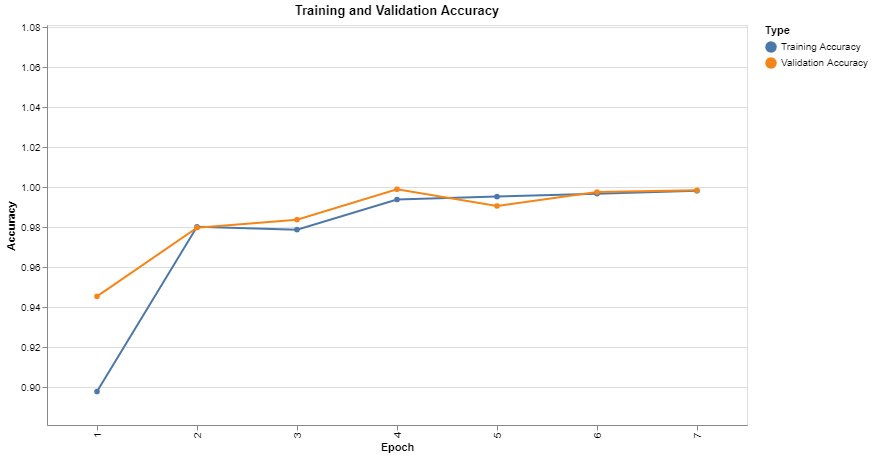 Training and Validation Accuracy
Type
Training Accuracy
Validation Accuracy
1.08
1.06
1.04
1.02
1.00
0.98
0.96
0.94
0.92
0.90
Accuracy
1 2 3 4 5 6 7
Epoch